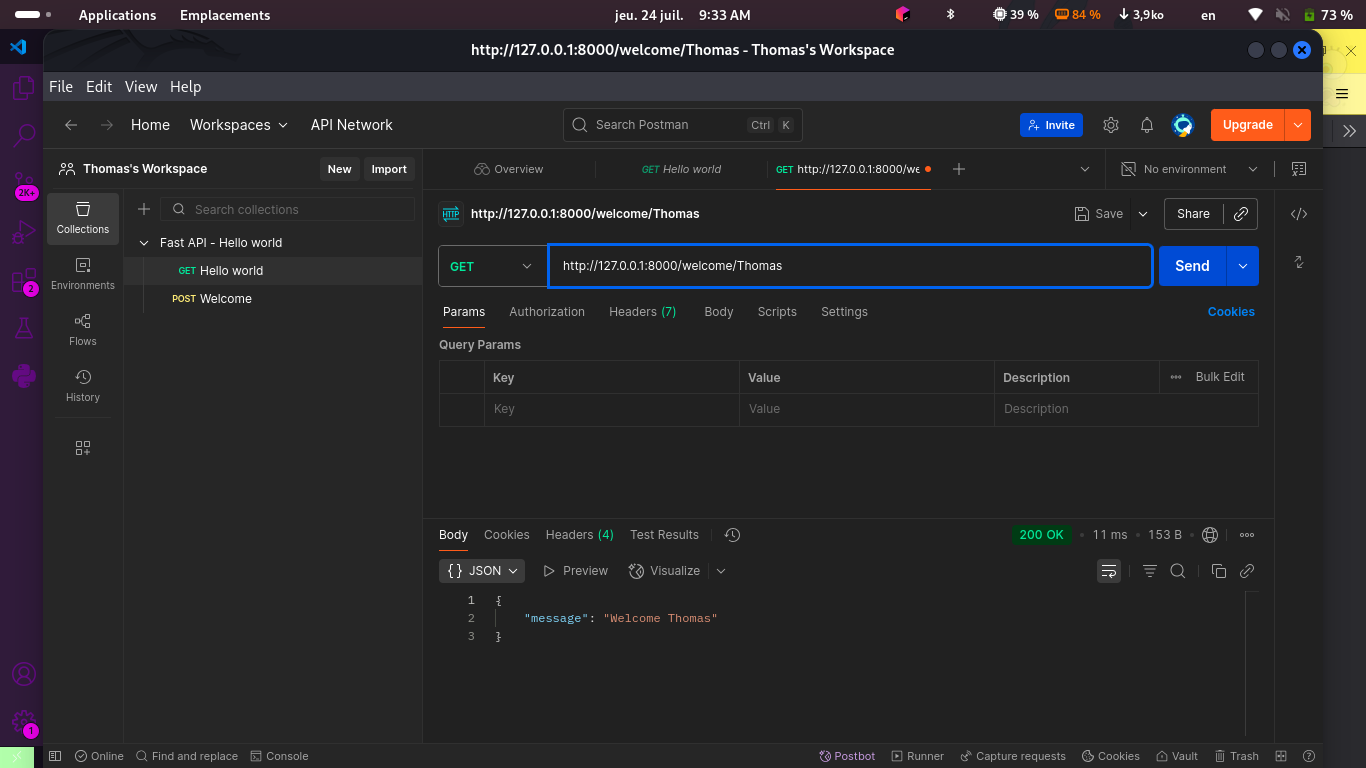 Applications Emplacements jeu. 24 juil. 9:33 AM 39 % 84 % 3,9ko en 73 %
http://127.0.0.1:8000/welcome/Thomas - Thomas's Workspace
File Edit View Help
Home Workspaces API Network Search Postman Ctrl K Invite Upgrade
Thomas's Workspace New Import Overview GET Hello world GET http://127.0.0.1:8000/we No environment
Search collections
Collections
HTTP http://127.0.0.1:8000/welcome/Thomas Save Share </>
Fast API - Hello world
GET Hello world
POST Welcome
2K+
Environments
2
Flows
History
1
GET http://127.0.0.1:8000/welcome/Thomas Send
Params Authorization Headers (7) Body Scripts Settings Cookies
Query Params
Key Value Description Bulk Edit
Key Value Description
Body Cookies Headers (4) Test Results 200 OK 11 ms 153 B
{} JSON Preview Visualize
1 {
2 "message": "Welcome Thomas"
3 }
Online Find and replace Console Postbot Runner Capture requests Cookies Vault Trash